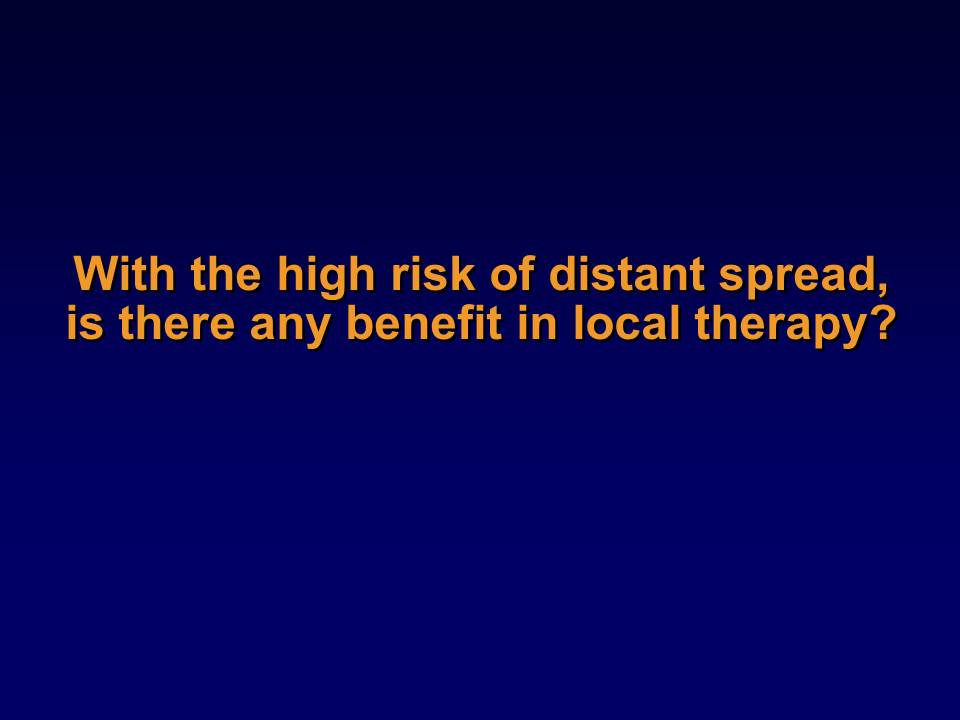 With the high risk of distant spread,
is there any benefit in local therapy?